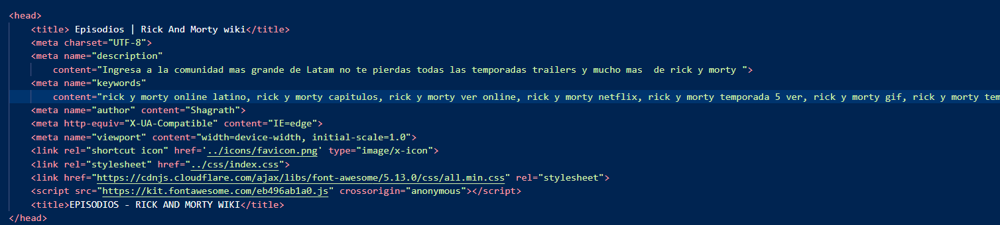 <head>
<title> Episodios | Rick And Morty wiki</title>
<meta charset="UTF-8">
<meta name="description"
content="Ingresa a la comunidad mas grande de Latam no te pierdas todas las temporadas trailers y mucho mas  de rick y morty ">
<meta name="keywords"
content="rick y morty online latino, rick y morty capitulos, rick y morty ver online, rick y morty netflix, rick y morty temporada 5 ver, rick y morty gif, rick y morty tem
<meta name="author" content="Shagrath">
<meta http-equiv="X-UA-Compatible" content="IE=edge">
<meta name="viewport" content="width=device-width, initial-scale=1.0">
<link rel="shortcut icon" href='../icons/favicon.png' type="image/x-icon">
<link rel="stylesheet" href="../css/index.css">
<link href="https://cdnjs.cloudflare.com/ajax/libs/font-awesome/5.13.0/css/all.min.css" rel="stylesheet">
<script src="https://kit.fontawesome.com/eb496ab1a0.js" crossorigin="anonymous"></script>
<title>EPISODIOS - RICK AND MORTY WIKI</title>
</head>